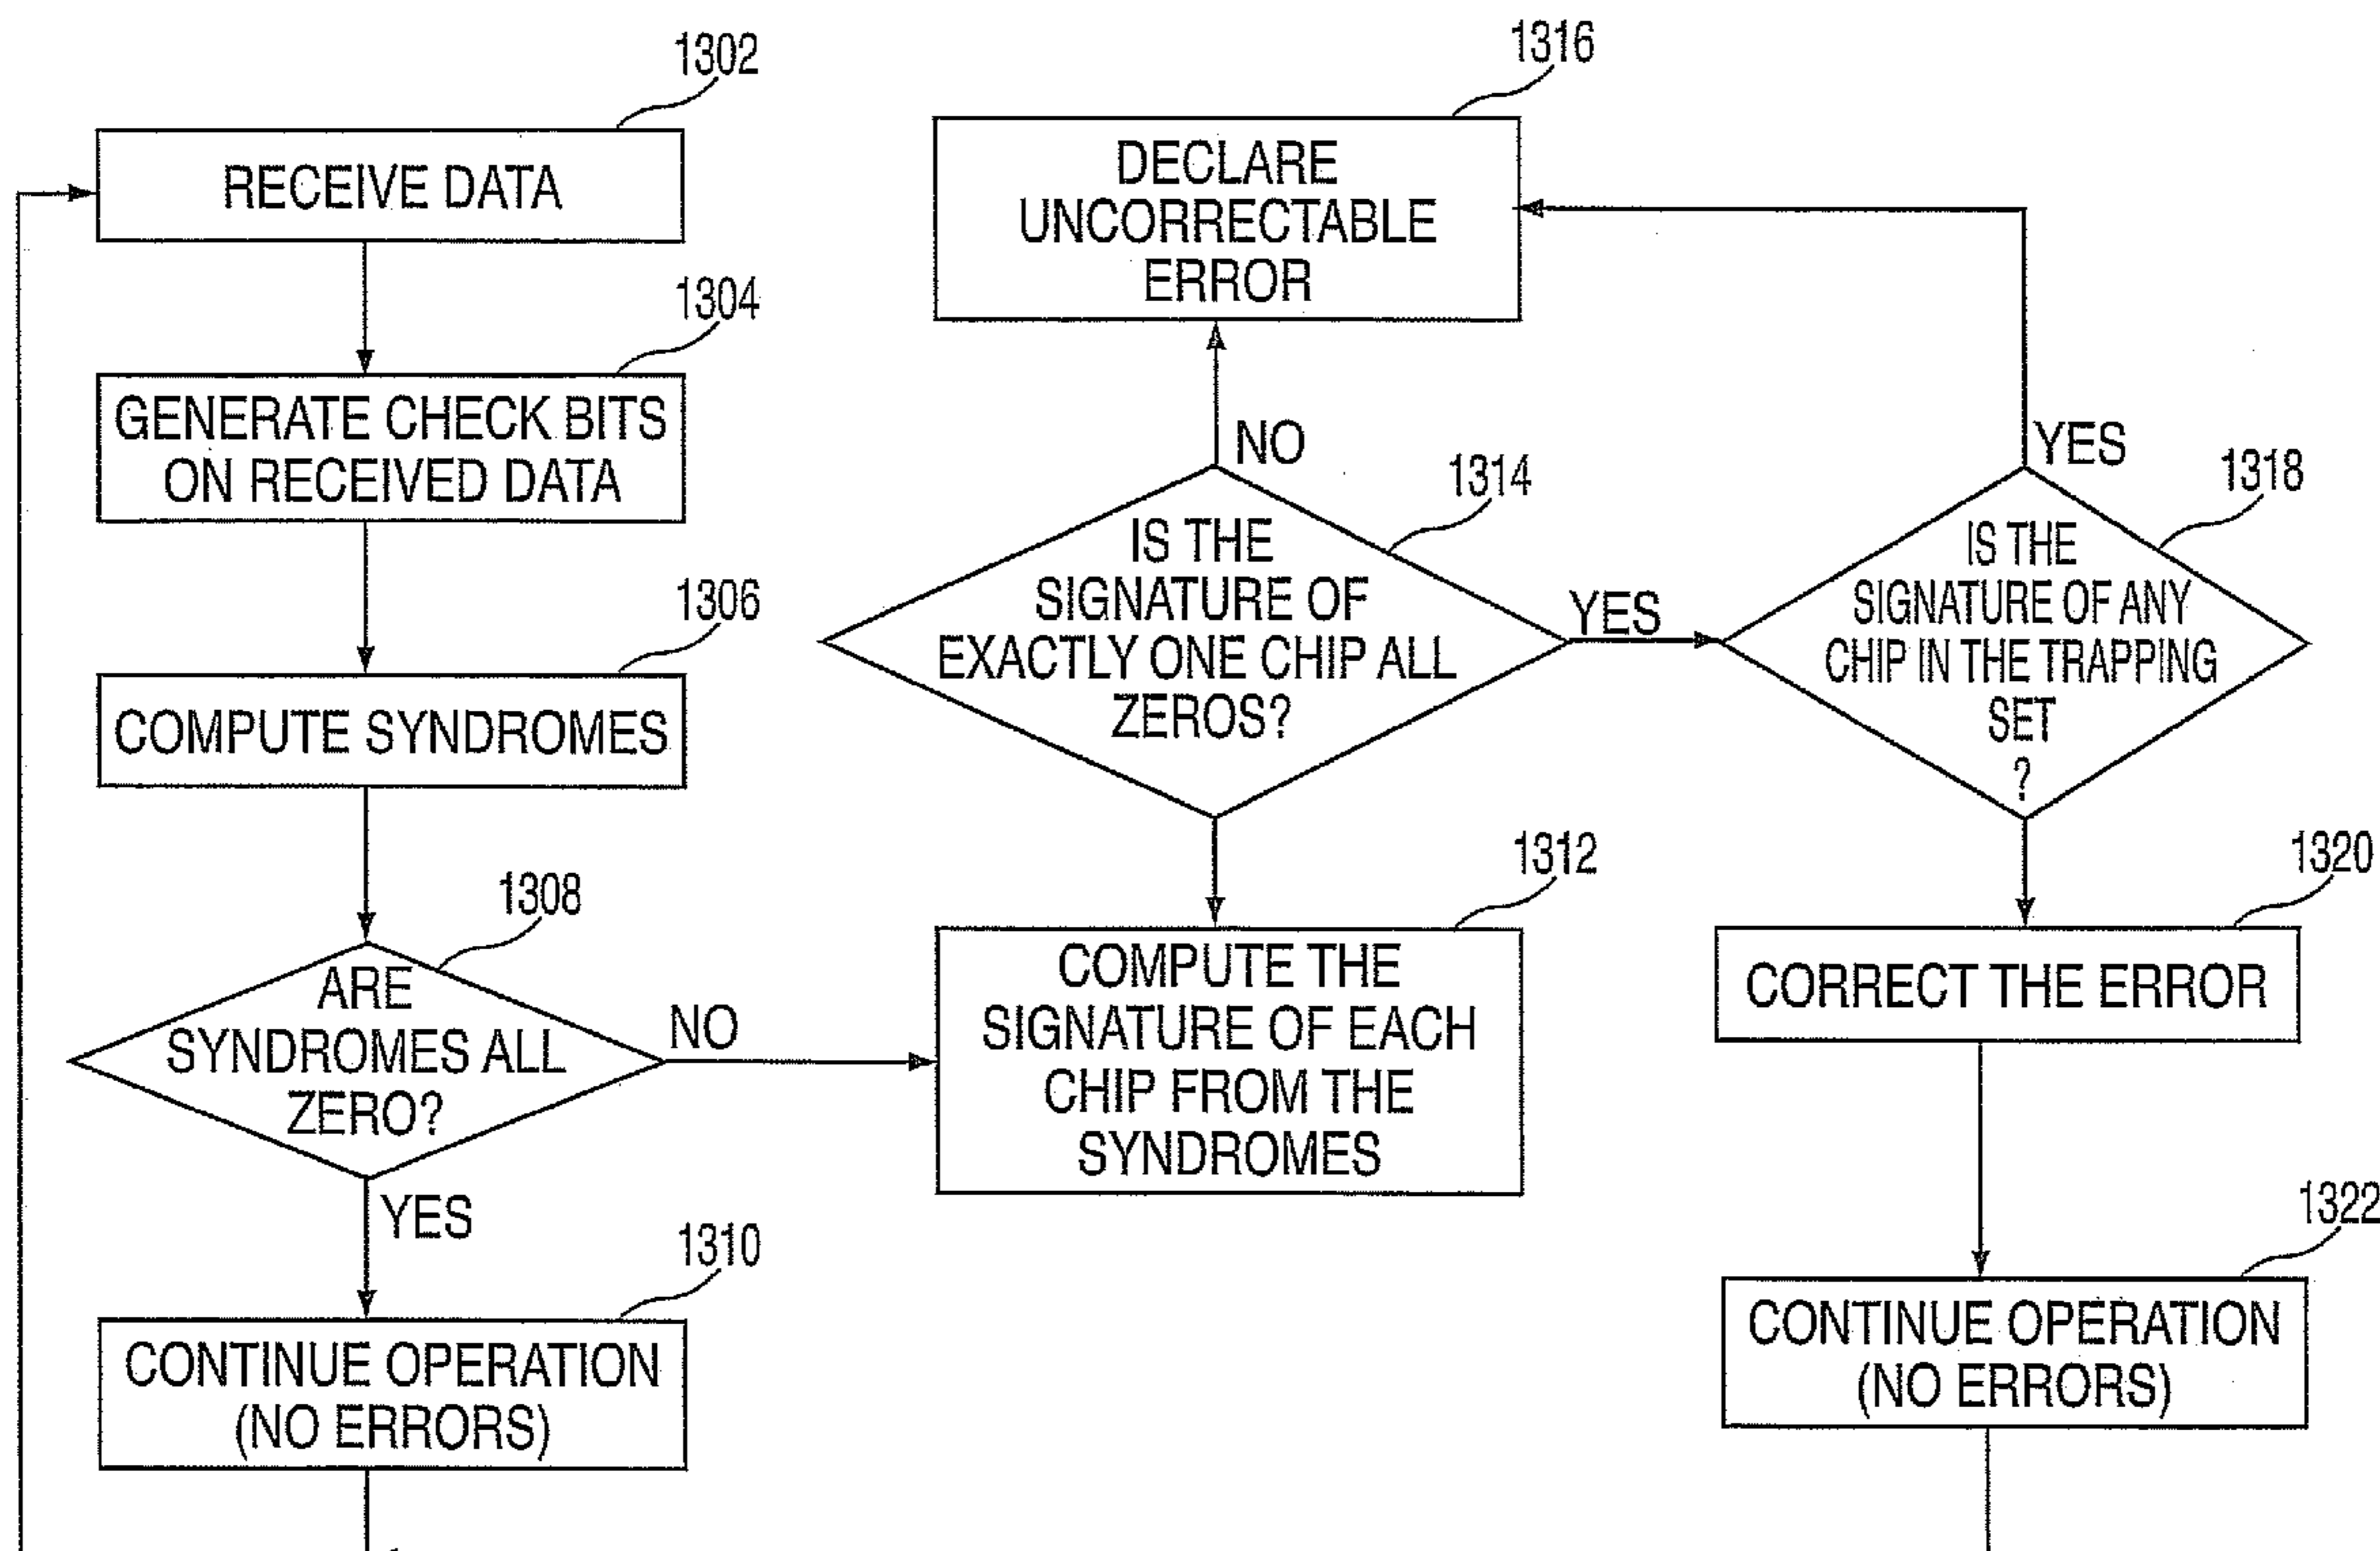 1302
RECEIVE DATA
1304
GENERATE CHECK BITS
ON RECEIVED DATA
1306
COMPUTE SYNDROMES
1308
ARE
SYNDROMES ALL
ZERO?
NO
YES
1310
CONTINUE OPERATION
(NO ERRORS)
1316
DECLARE
UNCORRECTABLE
ERROR
NO
1314
IS THE
SIGNATURE OF
EXACTLY ONE CHIP ALL
ZEROS?
YES
1312
COMPUTE THE
SIGNATURE OF EACH
CHIP FROM THE
SYNDROMES
YES
1318
IS THE
SIGNATURE OF ANY
CHIP IN THE TRAPPING
SET
?
1320
CORRECT THE ERROR
1322
CONTINUE OPERATION
(NO ERRORS)